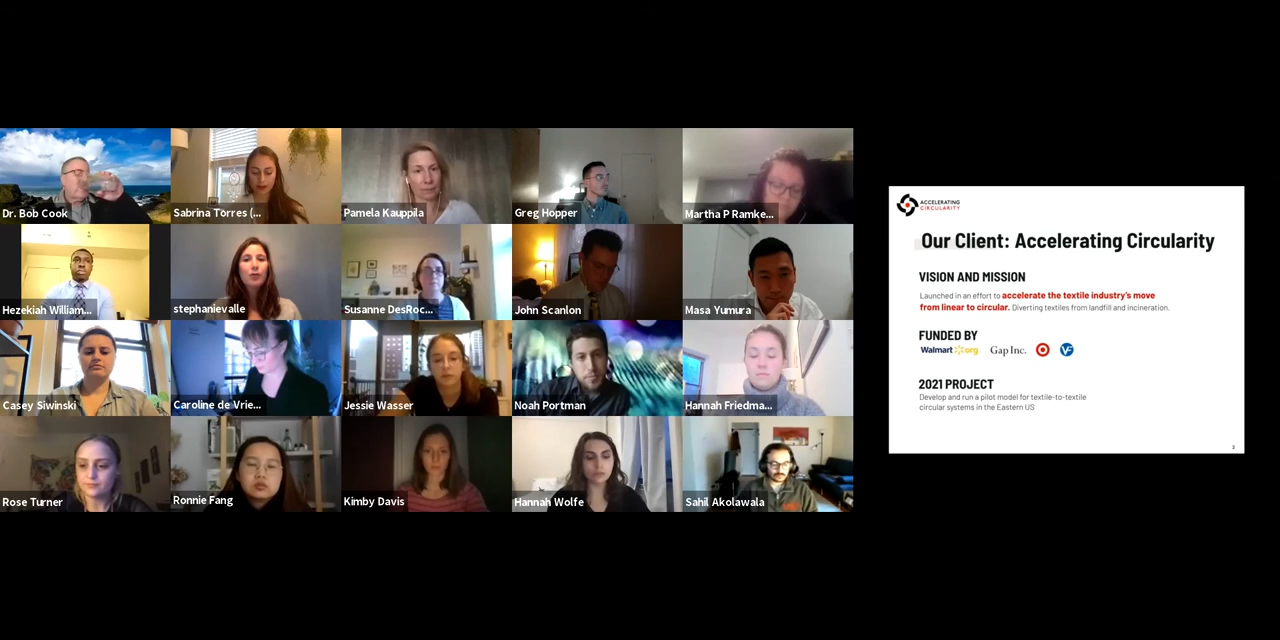 Dr. Bob Cook
Sabrina Torres (...
Pamela Kauppila
Greg Hopper
Martha P Ramke...
Hezekiah William...
stephanievalle
Susanne DesRoc...
John Scanlon
Masa Yumura
Casey Siwinski
Caroline de Vrie...
Jessie Wasser
Noah Portman
Hannah Friedma...
Rose Turner
Ronnie Fang
Kimby Davis
Hannah Wolfe
Sahil Akolawala
ACCELERATING
CIRCULARITY
Our Client: Accelerating Circularity
VISION AND MISSION
Launched in an effort to accelerate the textile industry's move
from linear to circular. Diverting textiles from landfill and incineration.
FUNDED BY
Walmart org Gap Inc. VF
2021 PROJECT
Develop and run a pilot model for textile-to-textile
circular systems in the Eastern US
2